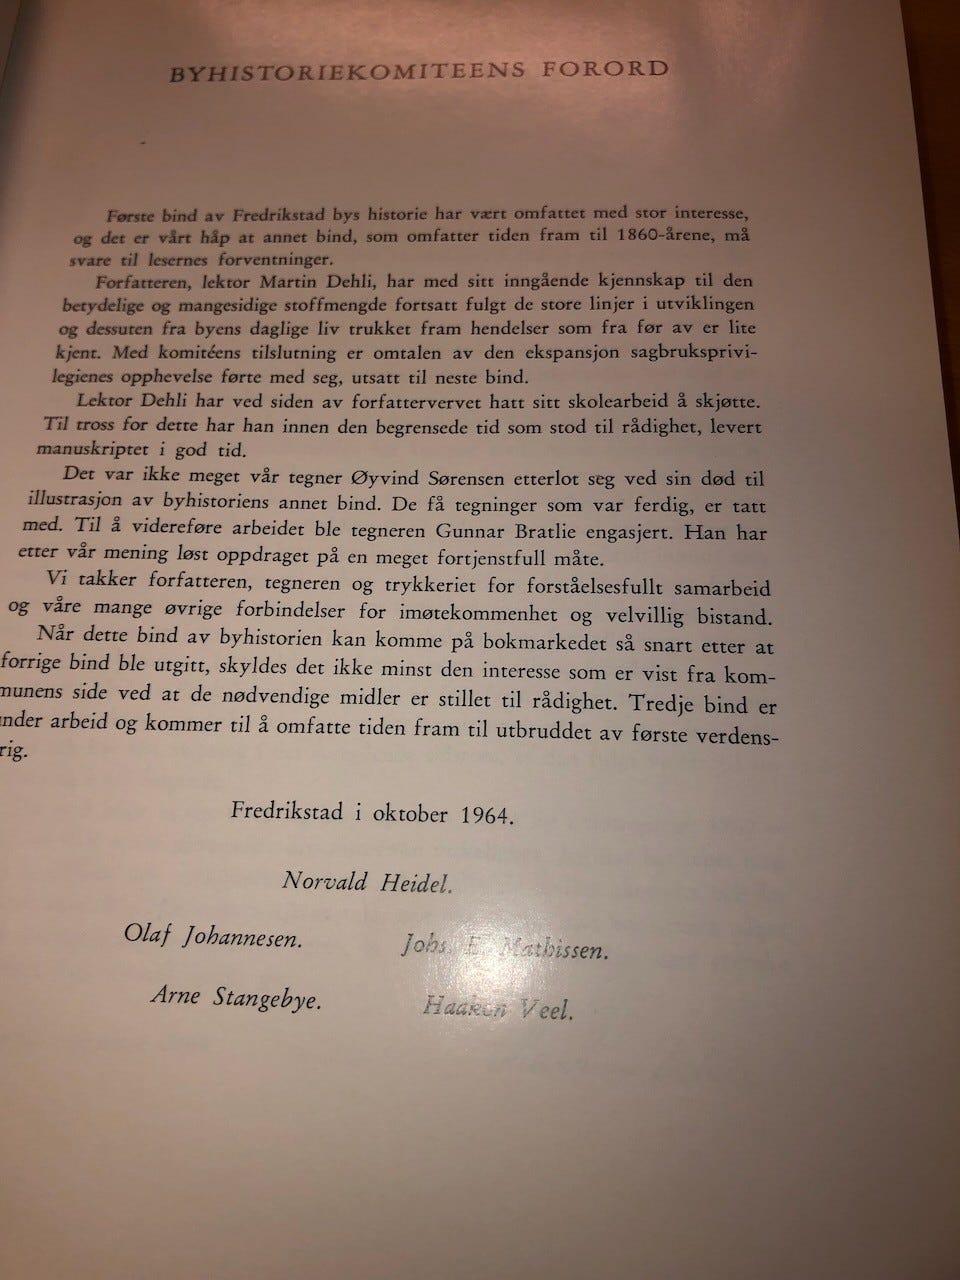 BYHISTORIEKOMITEENS FORORD
Første bind av Fredrikstad bys historie har vært omfattet med stor interesse,
og det er vårt håp at annet bind, som omfatter tiden fram til 1860-årene, må
svare til lesernes forventninger.
Forfatteren, lektor Martin Dehli, har med sitt inngående kjennskap til den
betydelige og mangesidige stoffmengde fortsatt fulgt de store linjer i utviklingen
og dessuten fra byens daglige liv trukket fram hendelser som fra før av er lite
kjent. Med komitéens tilslutning er omtalen av den ekspansjon sagbruksprivi-
legienes opphevelse førte med seg, utsatt til neste bind.
Lektor Dehli har ved siden av forfattervervet hatt sitt skolearbeid å skjøtte.
Til tross for dette har han innen den begrensede tid som stod til rådighet, levert
manuskriptet i god tid.
Det var ikke meget vår tegner Øyvind Sørensen etterlot seg ved sin død til
illustrasjon av byhistoriens annet bind. De få tegninger som var ferdig, er tatt
med. Til å videreføre arbeidet ble tegneren Gunnar Bratlie engasjert. Han har
etter vår mening løst oppdraget på en meget fortjenstfull måte.
Vi takker forfatteren, tegneren og trykkeriet for forståelsesfullt samarbeid
og våre mange øvrige forbindelser for imøtekommenhet og velvillig bistand.
Når dette bind av byhistorien kan komme på bokmarkedet så snart etter at
forrige bind ble utgitt, skyldes det ikke minst den interesse som er vist fra kom-
munens side ved at de nødvendige midler er stillet til rådighet. Tredje bind er
nder arbeid og kommer til å omfatte tiden fram til utbruddet av første verdens-
rig.
Fredrikstad i oktober 1964.
Norvald Heidel.
Olaf Johannesen. Johs. E. Mathissen.
Arne Stangebye. Haakon Veel.